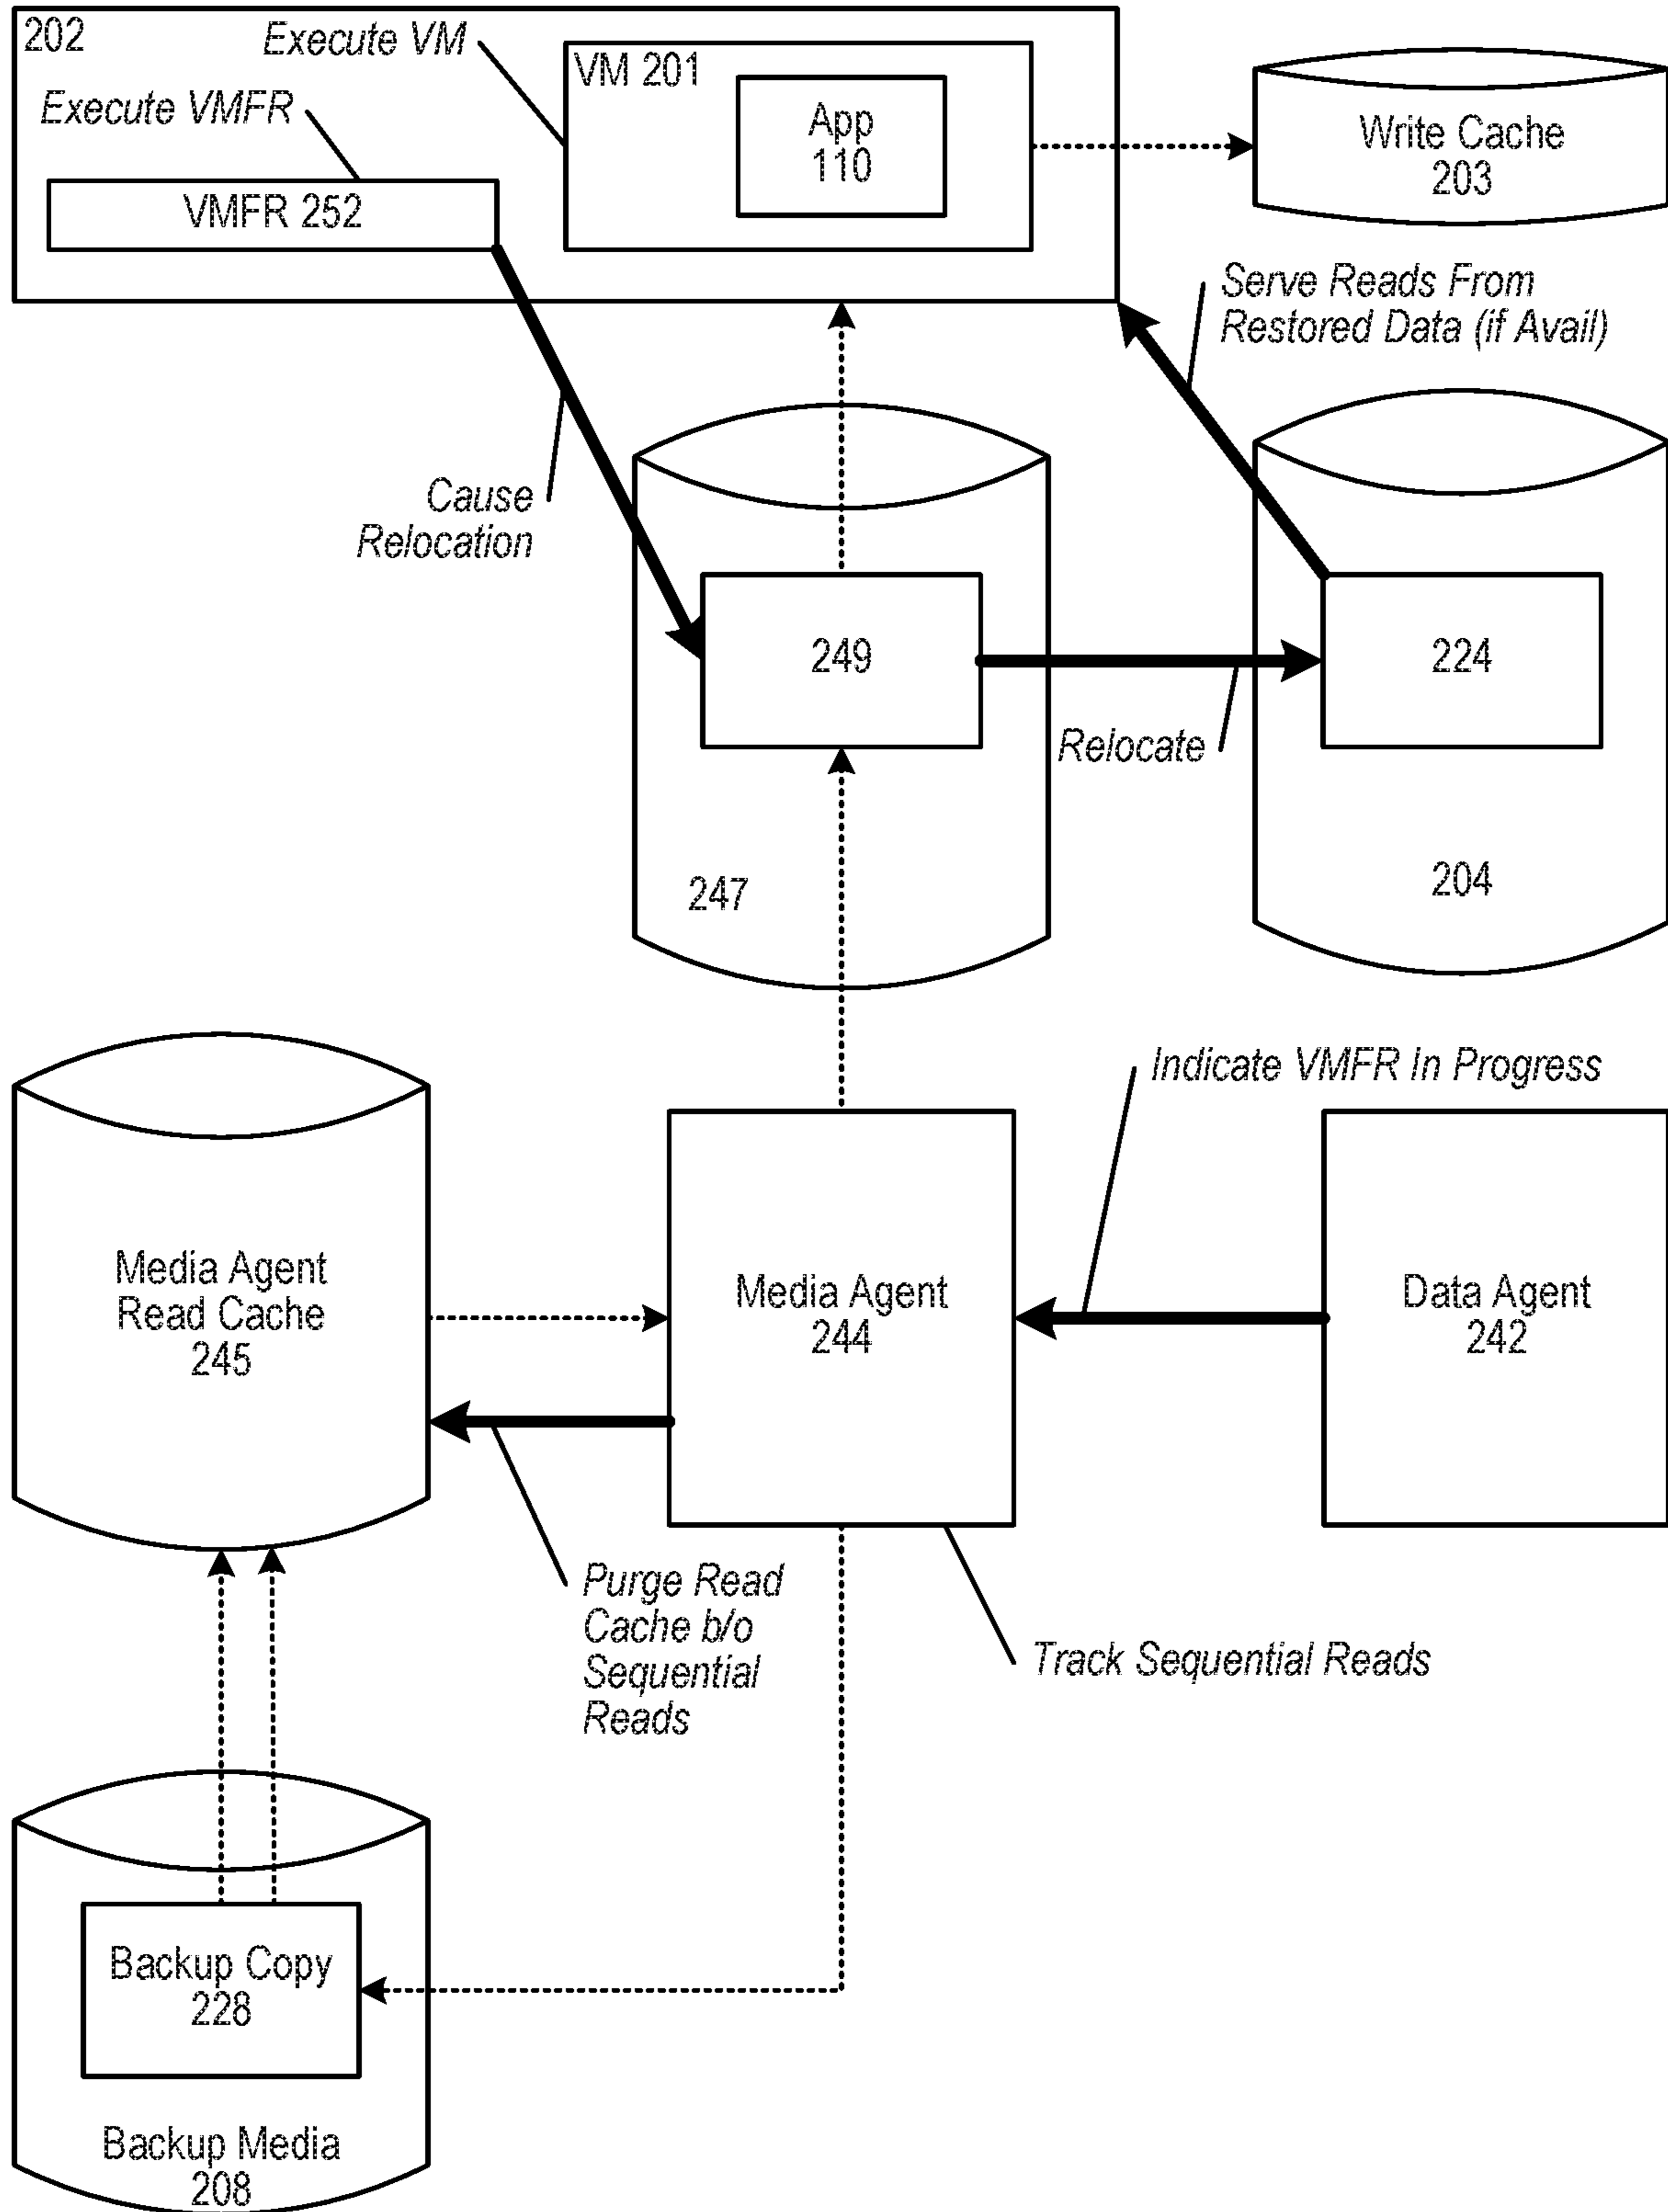 202
Execute VM
VM 201
App
110
Execute VMFR
VMFR 252
Write Cache
203
Serve Reads From
Restored Data (if Avail)
Cause
Relocation
249
224
Relocate
247
204
Indicate VMFR In Progress
Media Agent
Read Cache
245
Media Agent
244
Data Agent
242
Purge Read
Cache b/o
Sequential
Reads
Track Sequential Reads
Backup Copy
228
Backup Media
208